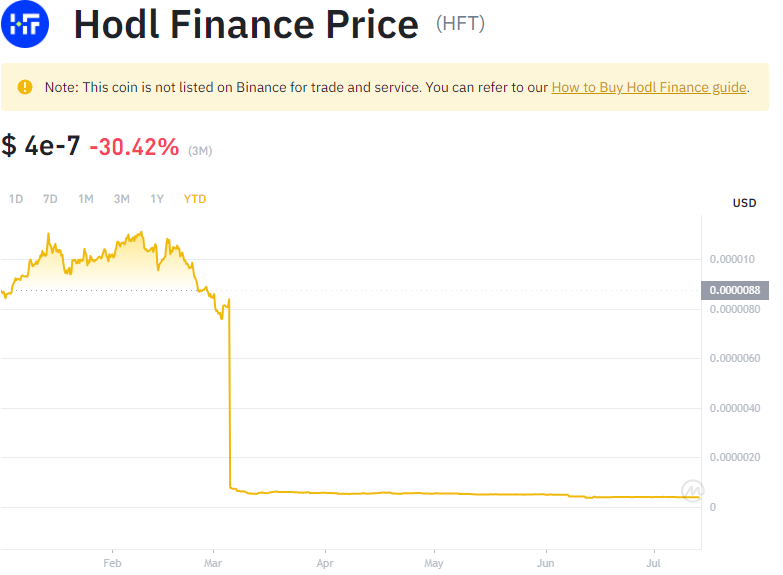 HF
Hodl Finance Price (HFT)
Note: This coin is not listed on Binance for trade and service. You can refer to our How to Buy Hodl Finance guide.
$ 4e-7 -30.42% (3M)
1D 7D 1M 3M 1Y YTD
USD
0.000010
0.0000088
0.0000080
0.0000060
0.0000040
0.0000020
0
Feb Mar Apr May Jun Jul